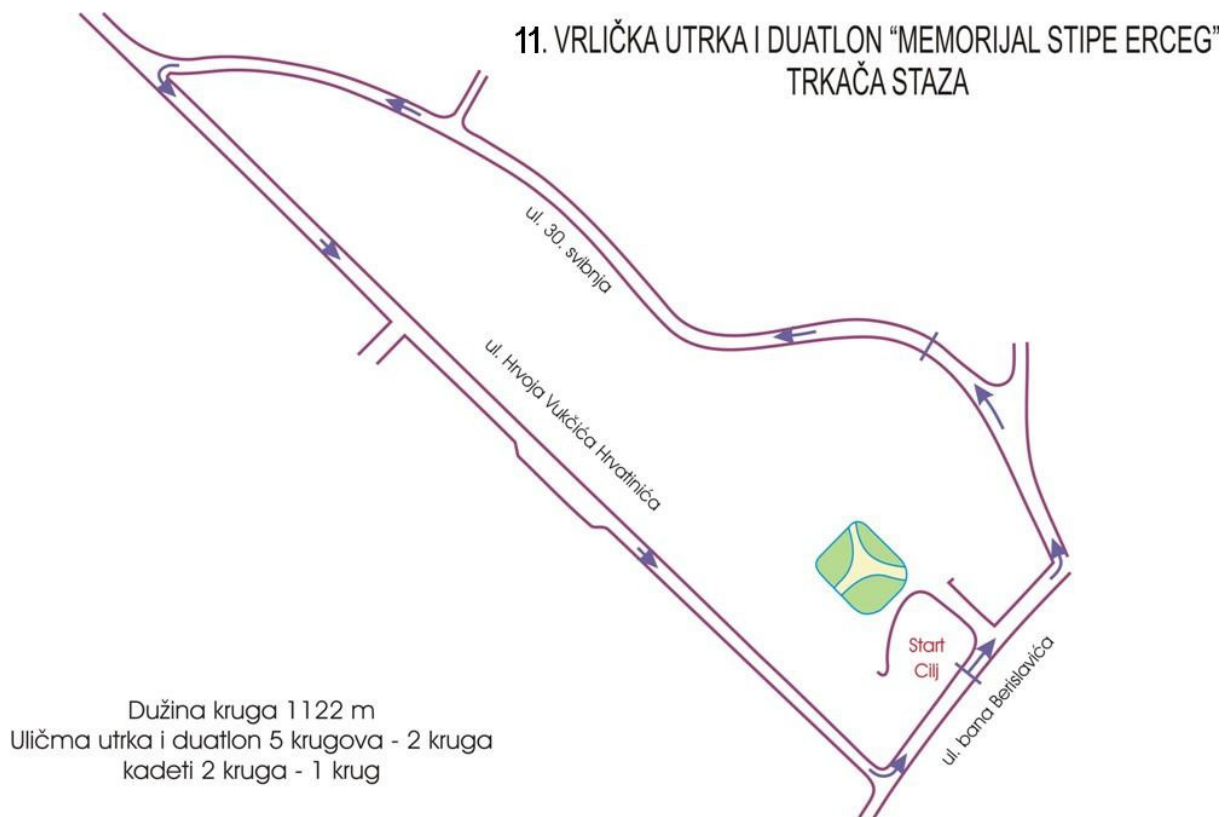 11. VRLIČKA UTRKA I DUATLON “MEMORIJAL STIPE ERCEG”
TRKAČA STAZA
ul. 30. svibnja
ul. Hrvoja Vukčića Hrvatinića
Start
Cilj
ul. bana Berislavića
Dužina kruga 1122 m
Uličma utrka i duatlon 5 krugova - 2 kruga
kadeti 2 kruga - 1 krug